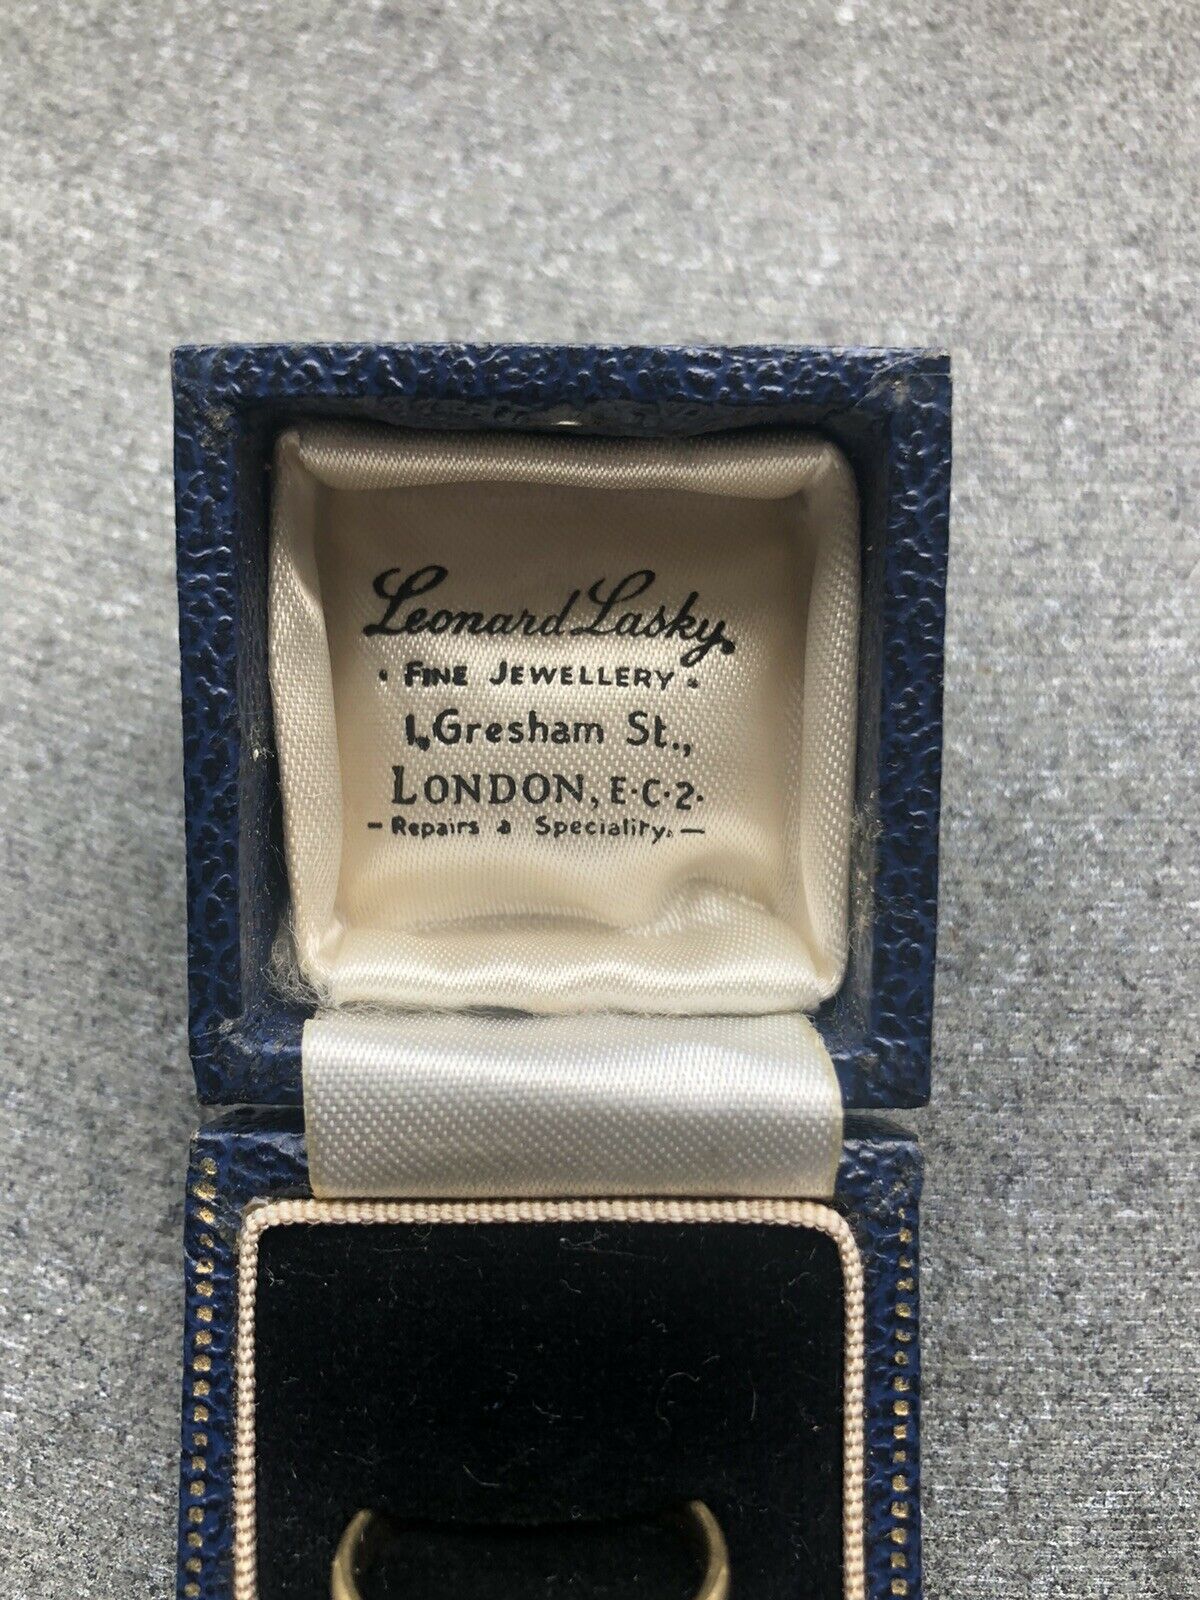 Leonard Lasky.
· FINE JEWELLERY ·
1, Gresham St.,
LONDON, E·C·2·
- Repairs a Speciality. -